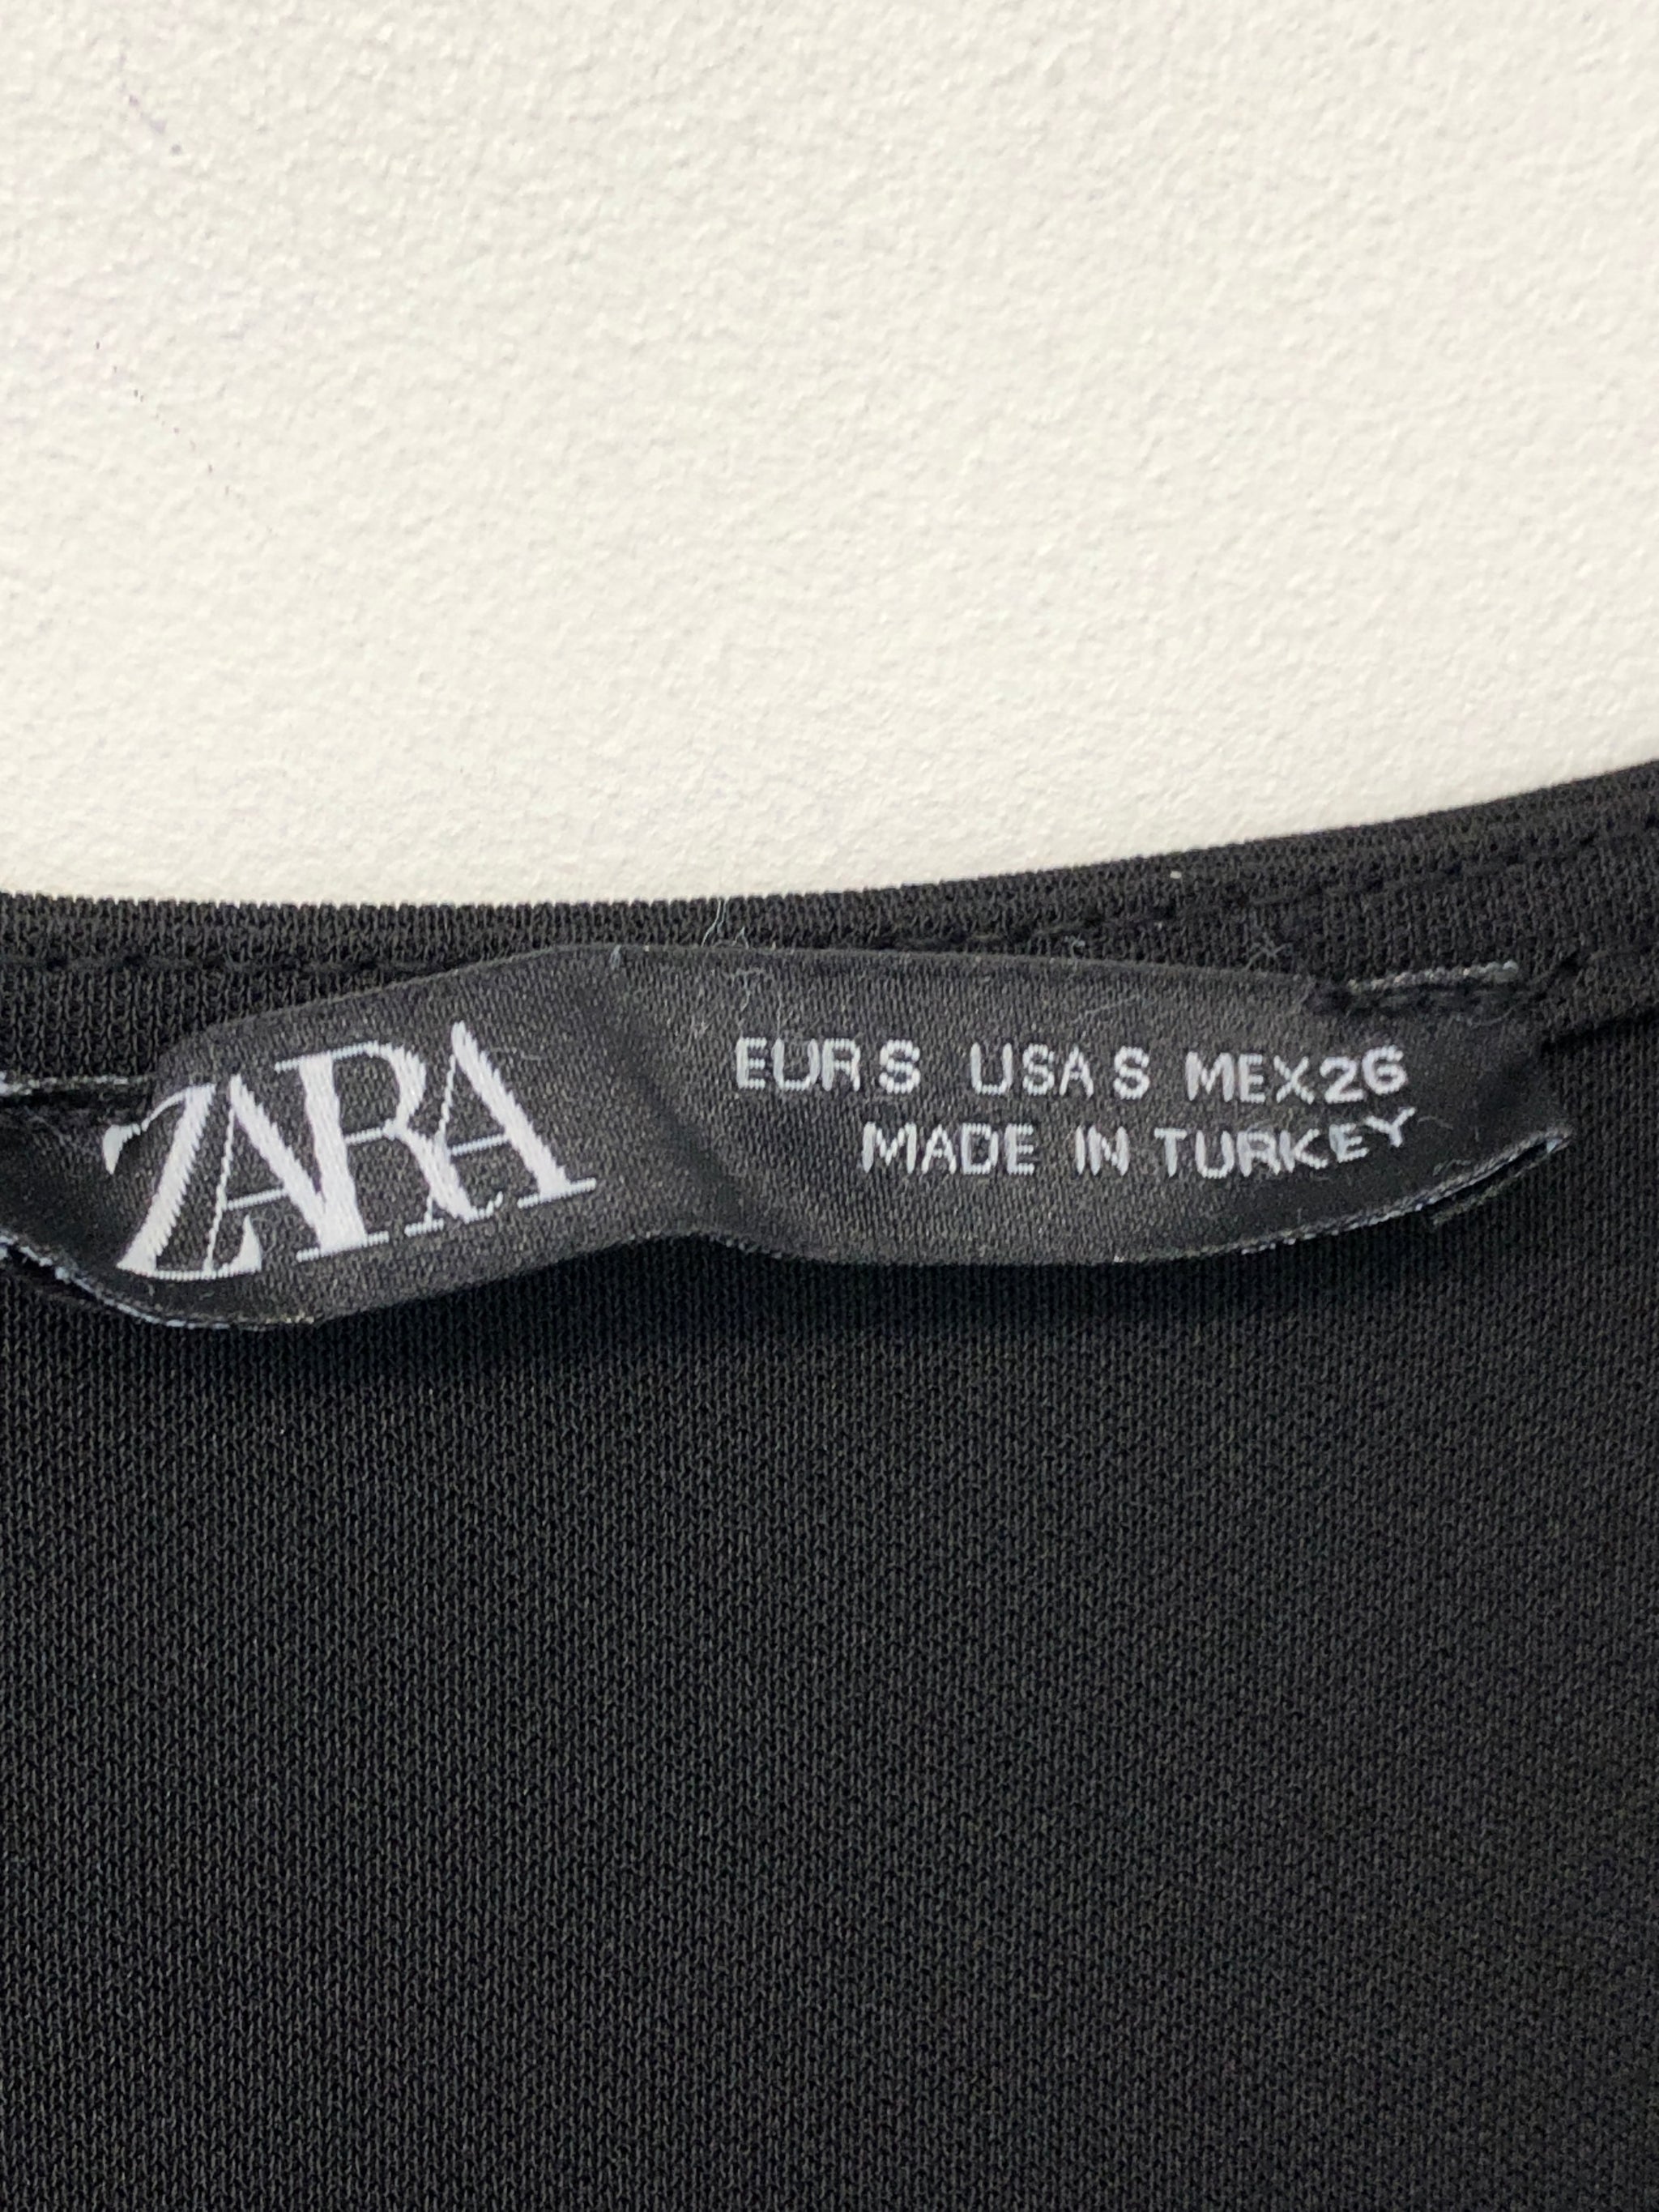 ZARA
EUR S USA S MEX 26
MADE IN TURKEY